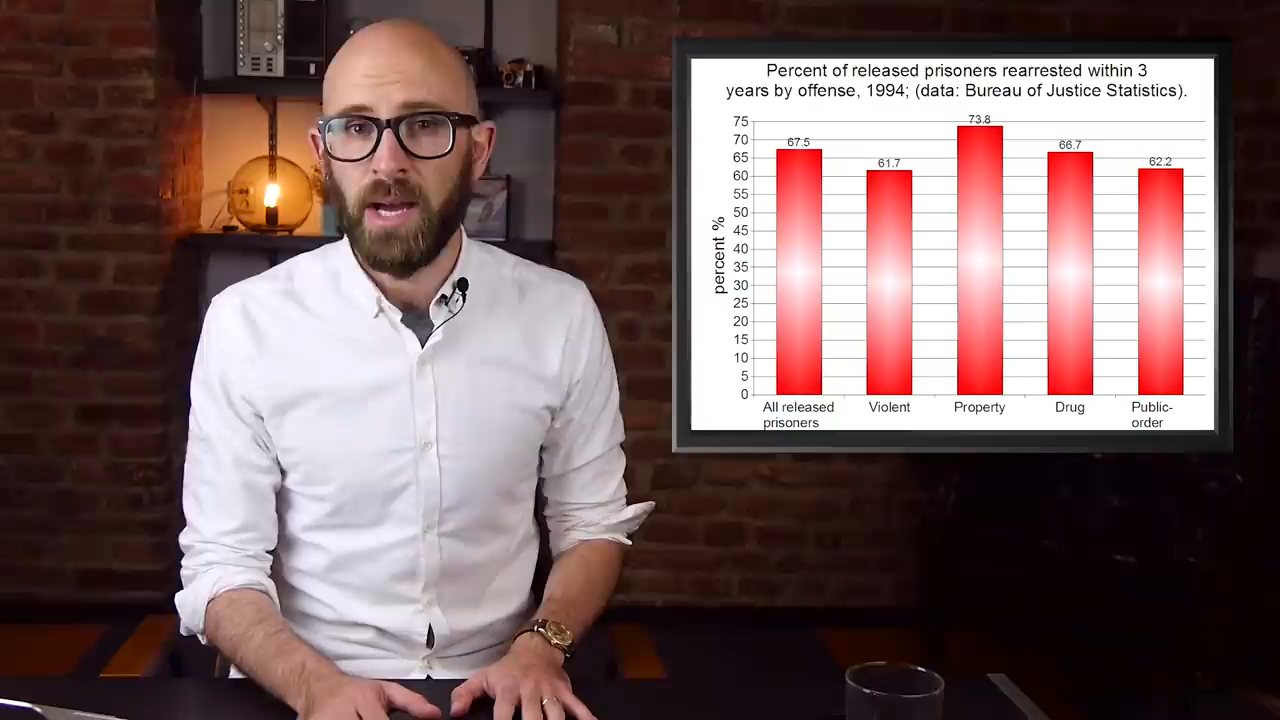 Percent of released prisoners rearrested within 3
years by offense, 1994; (data: Bureau of Justice Statistics).
percent %
75
70
65
60
55
50
45
40
35
30
25
20
15
10
5
0
67.5
61.7
73.8
66.7
62.2
All released
prisoners
Violent
Property
Drug
Public-
order